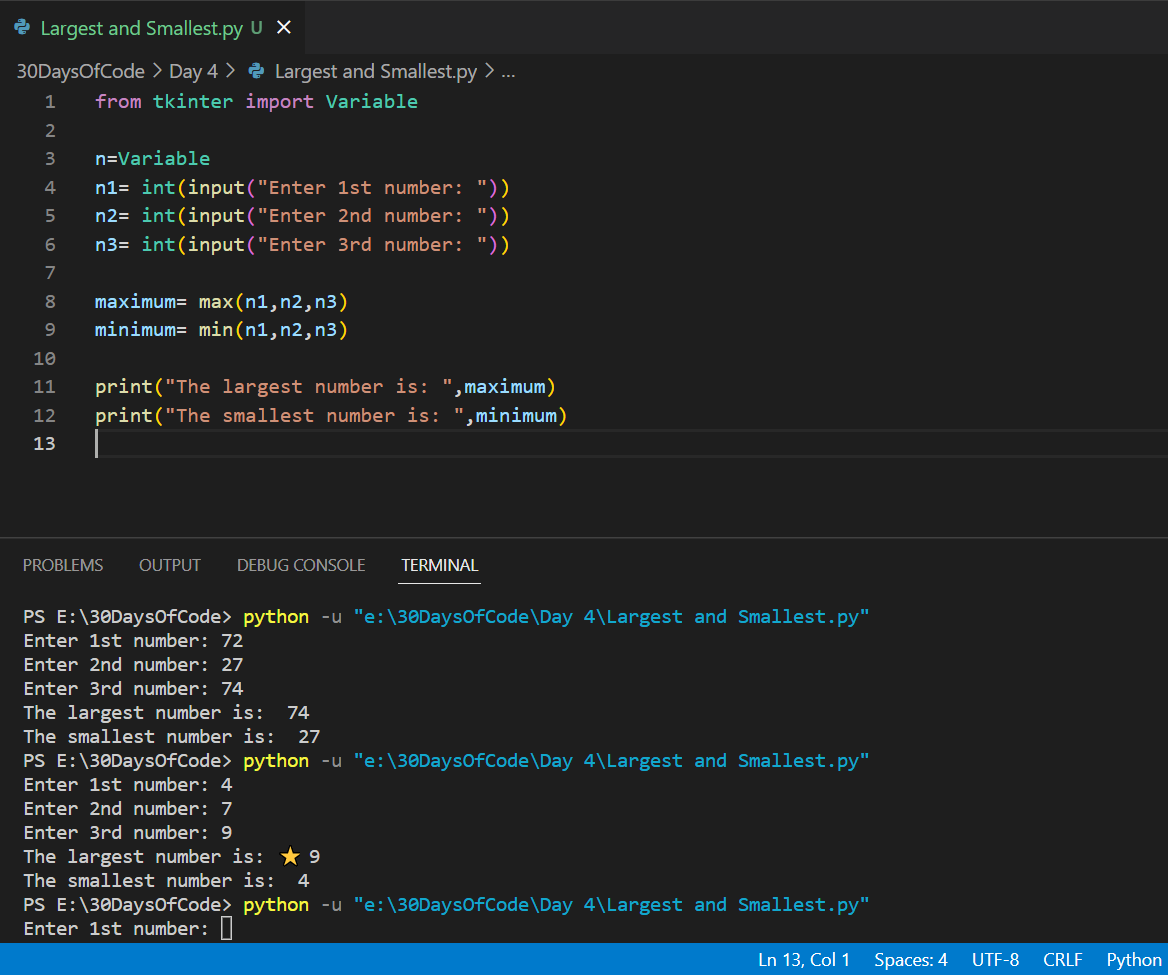 Largest and Smallest.py U
30DaysOfCode > Day 4 > Largest and Smallest.py > ...
1 from tkinter import Variable
2
3 n=Variable
4 n1= int(input("Enter 1st number: "))
5 n2= int(input("Enter 2nd number: "))
6 n3= int(input("Enter 3rd number: "))
7
8 maximum= max(n1,n2,n3)
9 minimum= min(n1,n2,n3)
10
11 print("The largest number is: ",maximum)
12 print("The smallest number is: ",minimum)
13
PROBLEMS OUTPUT DEBUG CONSOLE TERMINAL
PS E:\30DaysOfCode> python -u "e:\30DaysOfCode\Day 4\Largest and Smallest.py"
Enter 1st number: 72
Enter 2nd number: 27
Enter 3rd number: 74
The largest number is:  74
The smallest number is:  27
PS E:\30DaysOfCode> python -u "e:\30DaysOfCode\Day 4\Largest and Smallest.py"
Enter 1st number: 4
Enter 2nd number: 7
Enter 3rd number: 9
The largest number is: ⭐ 9
The smallest number is:  4
PS E:\30DaysOfCode> python -u "e:\30DaysOfCode\Day 4\Largest and Smallest.py"
Enter 1st number:
Ln 13, Col 1 Spaces: 4 UTF-8 CRLF Python